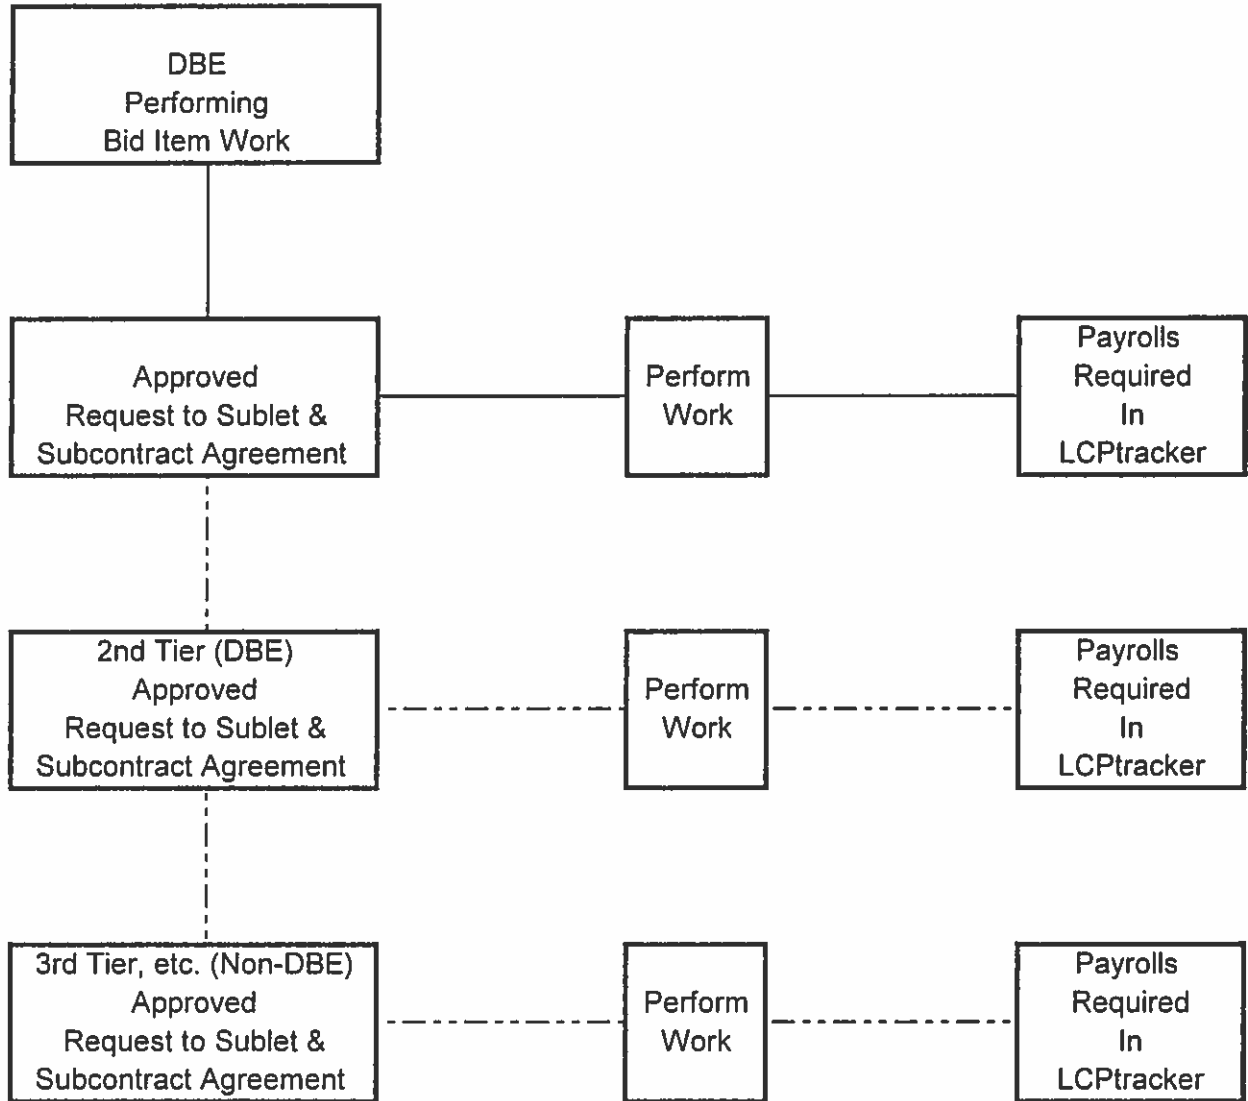 DBE
Performing
Bid Item Work
Approved
Request to Sublet &
Subcontract Agreement
Perform
Work
Payrolls
Required
In
LCPtracker
2nd Tier (DBE)
Approved
Request to Sublet &
Subcontract Agreement
Perform
Work
Payrolls
Required
In
LCPtracker
3rd Tier, etc. (Non-DBE)
Approved
Request to Sublet &
Subcontract Agreement
Perform
Work
Payrolls
Required
In
LCPtracker